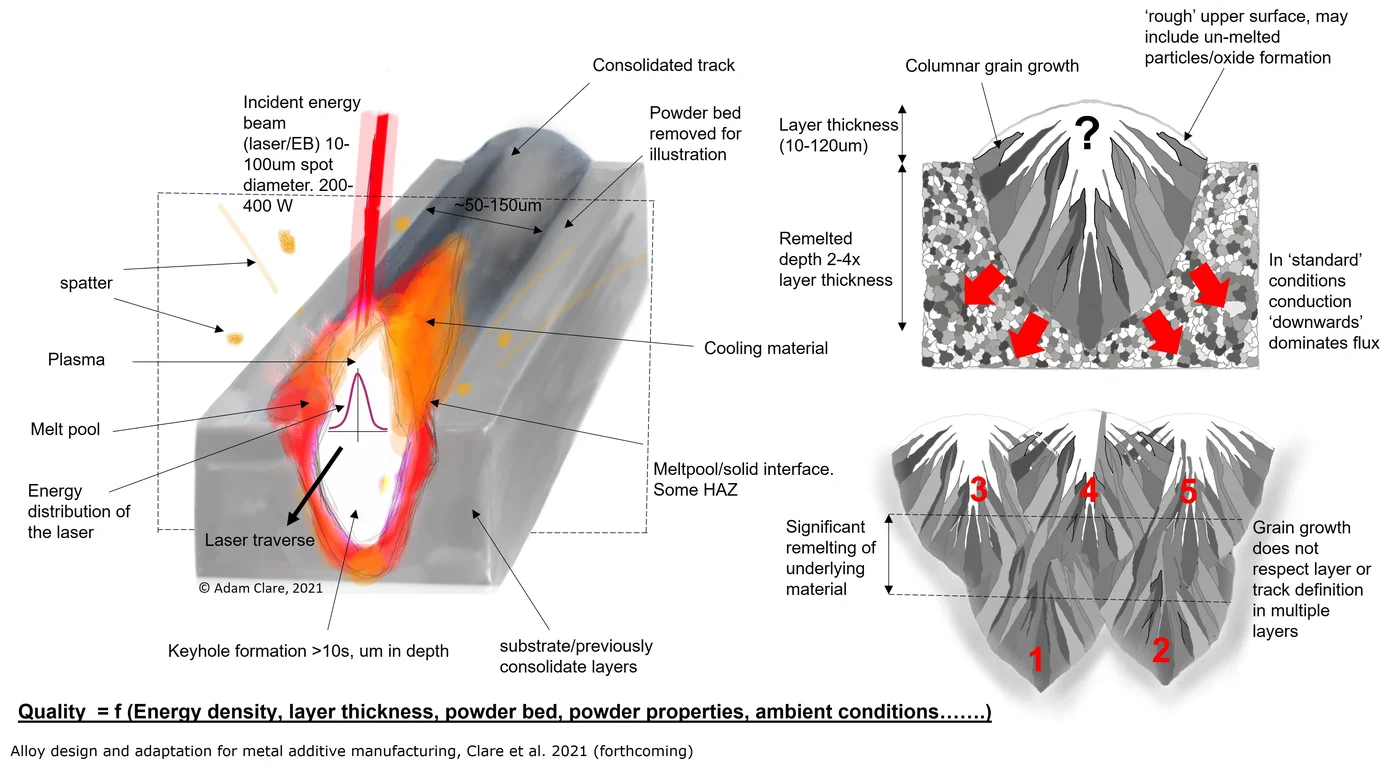 Incident energy
beam
(laser/EB) 10-
100um spot
diameter. 200-
400 W
Consolidated track
Powder bed
removed for
illustration
~50-150um
spatter
Plasma
Melt pool
Energy
distribution of
the laser
Laser traverse
© Adam Clare, 2021
Keyhole formation >10s, um in depth
substrate/previously
consolidate layers
Cooling material
Meltpool/solid interface.
Some HAZ
Columnar grain growth
‘rough’ upper surface, may
include un-melted
particles/oxide formation
Layer thickness
(10-120um)
?
Remelted
depth 2-4x
layer thickness
In ‘standard’
conditions
conduction
‘downwards’
dominates flux
3
4
5
Significant
remelting of
underlying
material
Grain growth
does not
respect layer or
track definition
in multiple
layers
1
2
Quality = f (Energy density, layer thickness, powder bed, powder properties, ambient conditions…….)
Alloy design and adaptation for metal additive manufacturing, Clare et al. 2021 (forthcoming)